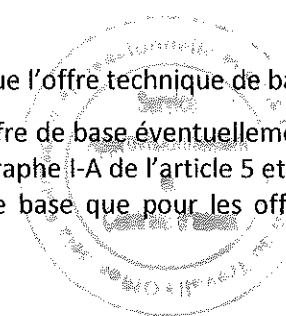 ue l'offre technique de ba
fre de base éventuelleme
raphe I-A de l'article 5 et
e base que pour les off